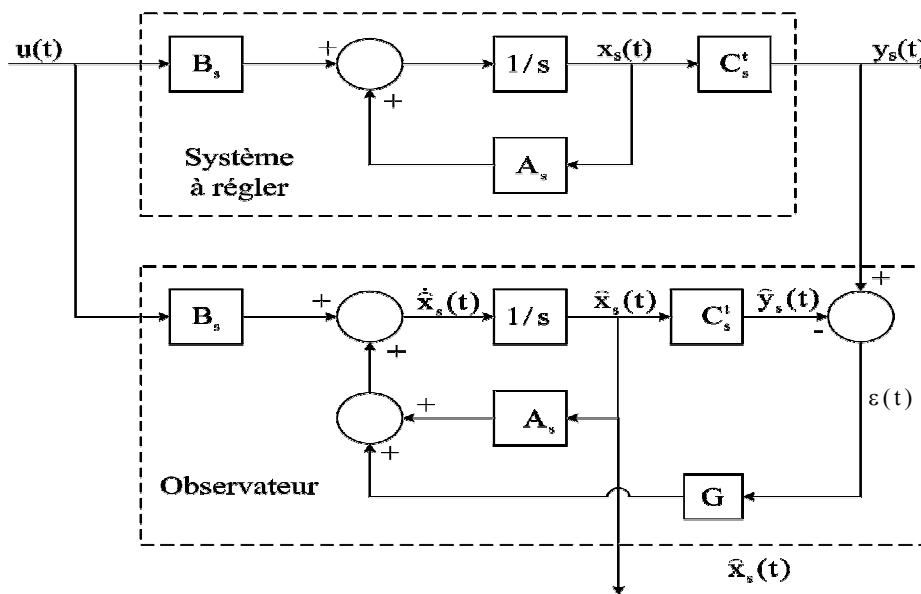 u(t)
B_s
+
+
1/s
x_s(t)
C_s^t
y_s(t)
A_s
Système
à régler
B_s
+
+
ẋ̂_s(t)
1/s
x̂_s(t)
C_s^t
ŷ_s(t)
+
-
ε(t)
+
A_s
+
G
Observateur
x̂_s(t)